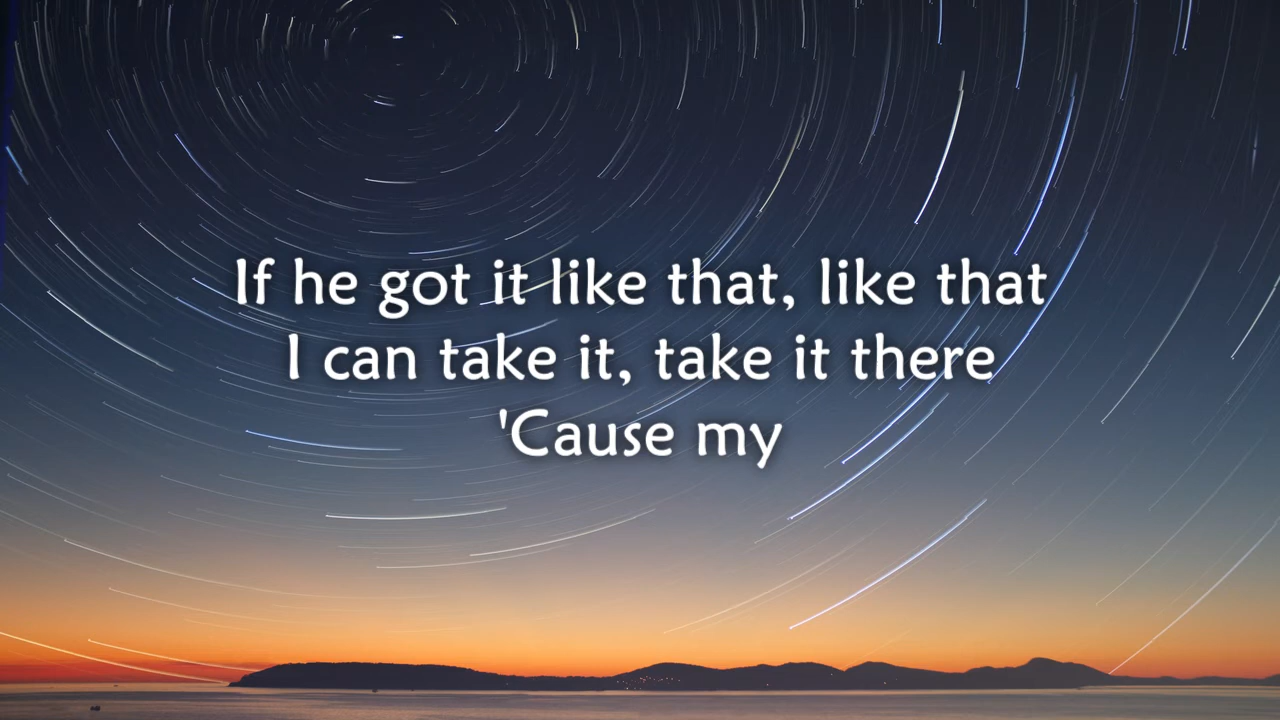 If he got it like that, like that
I can take it, take it there
'Cause my